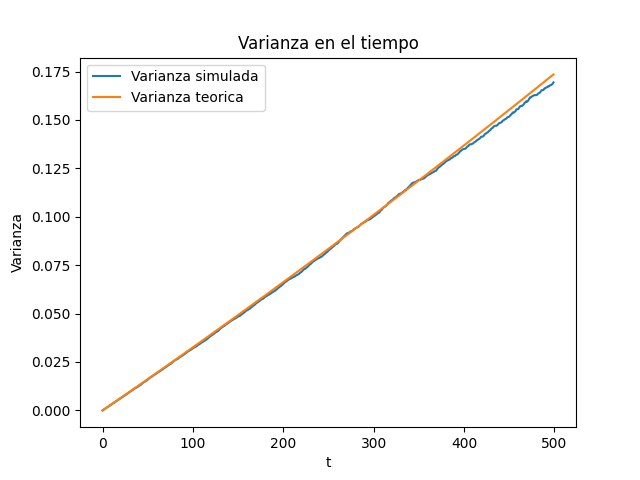 Varianza en el tiempo
Varianza simulada
Varianza teorica
Varianza
0.175
0.150
0.125
0.100
0.075
0.050
0.025
0.000
0 100 200 300 400 500
t